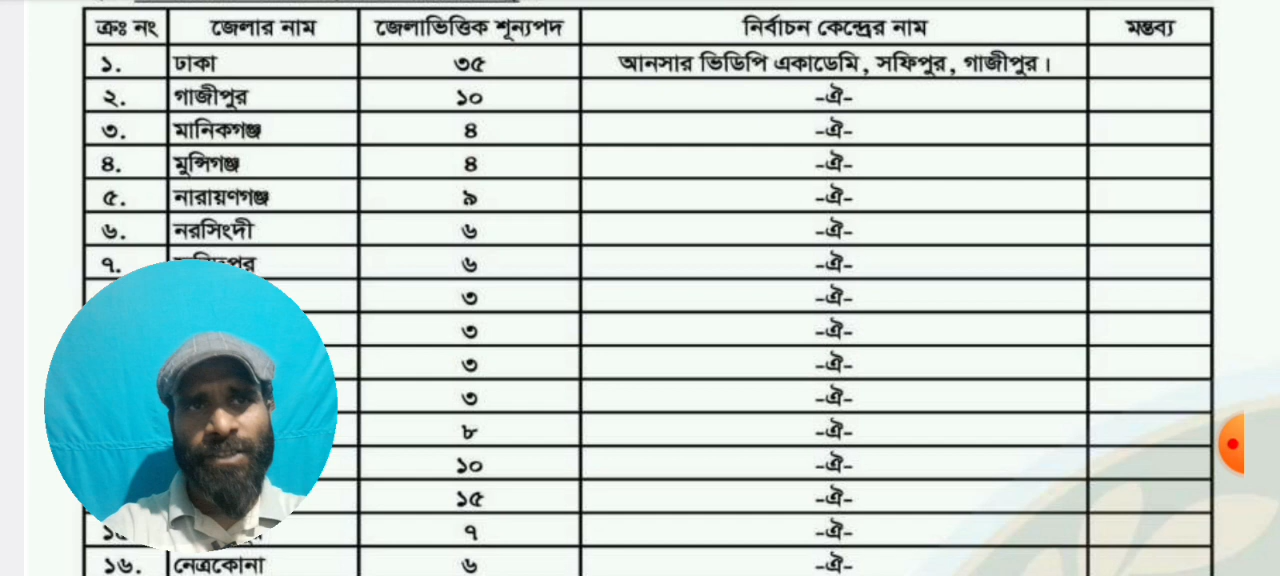 ক্রঃ নং জেলার নাম জেলাভিত্তিক শূন্যপদ নির্বাচন কেন্দ্রের নাম মন্তব্য
১. ঢাকা ৩৫ আনসার ভিডিপি একাডেমি, সফিপুর, গাজীপুর।
২. গাজীপুর ১০ -ঐ-
৩. মানিকগঞ্জ ৪ -ঐ-
৪. মুন্সিগঞ্জ ৪ -ঐ-
৫. নারায়ণগঞ্জ ৯ -ঐ-
৬. নরসিংদী ৬ -ঐ-
৭. ৬ -ঐ-
৩ -ঐ-
৩ -ঐ-
৩ -ঐ-
৩ -ঐ-
৮ -ঐ-
১০ -ঐ-
১৫ -ঐ-
৭ -ঐ-
১৬. নেত্রকোনা ৬ -ঐ-